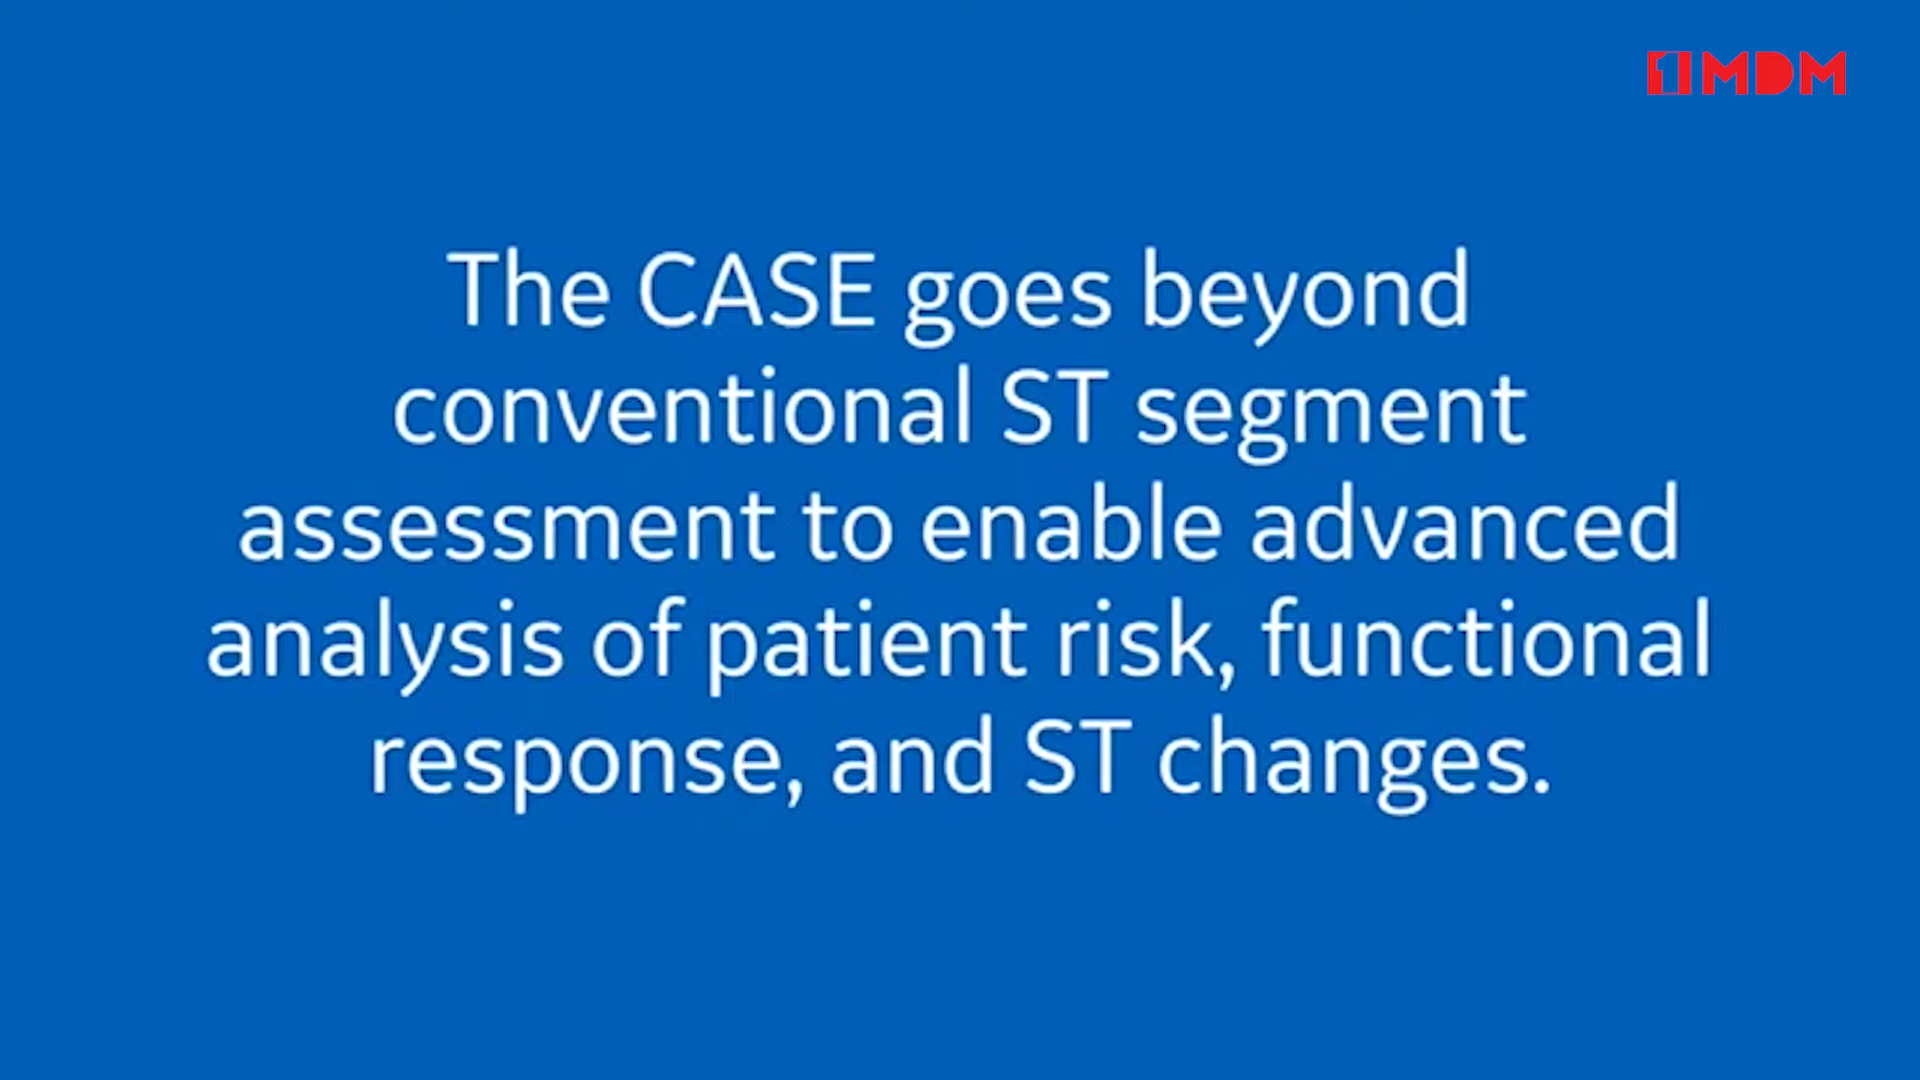 1MDM
The CASE goes beyond
conventional ST segment
assessment to enable advanced
analysis of patient risk, functional
response, and ST changes.